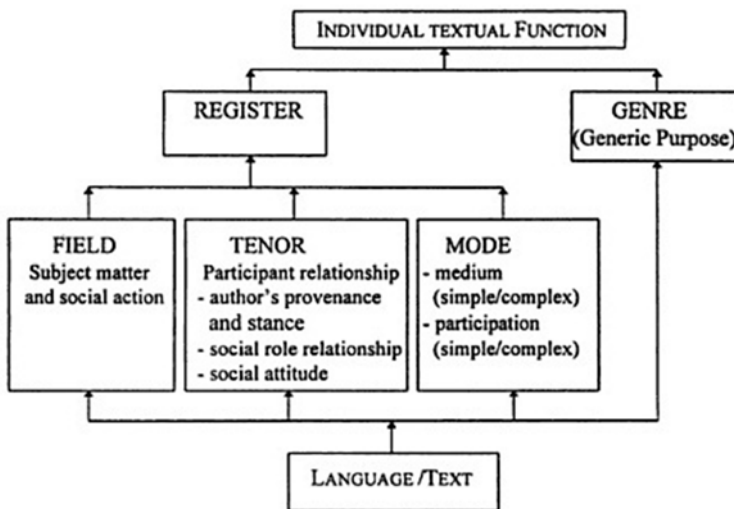 INDIVIDUAL TEXTUAL FUNCTION
REGISTER
GENRE
(Generic Purpose)
FIELD
Subject matter
and social action
TENOR
Participant relationship
- author's provenance
and stance
- social role relationship
- social attitude
MODE
- medium
(simple/complex)
- participation
(simple/complex)
LANGUAGE /TEXT